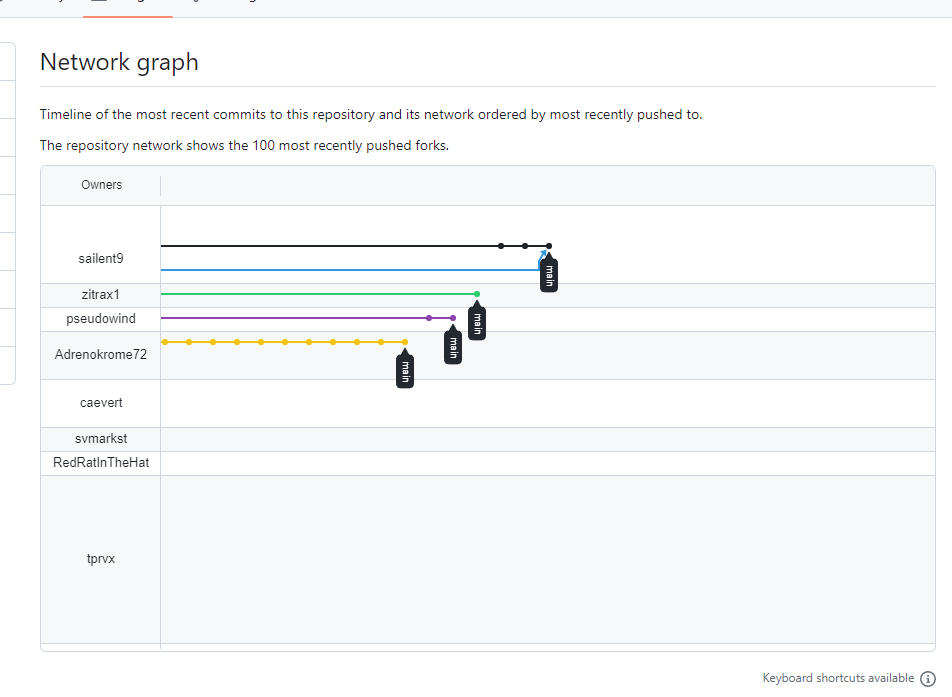 Network graph
Timeline of the most recent commits to this repository and its network ordered by most recently pushed to.
The repository network shows the 100 most recently pushed forks.
Owners
sailent9
main
zitrax1
main
pseudowind
main
Adrenokrome72
main
caevert
svmarkst
RedRatInTheHat
tprvx
Keyboard shortcuts available